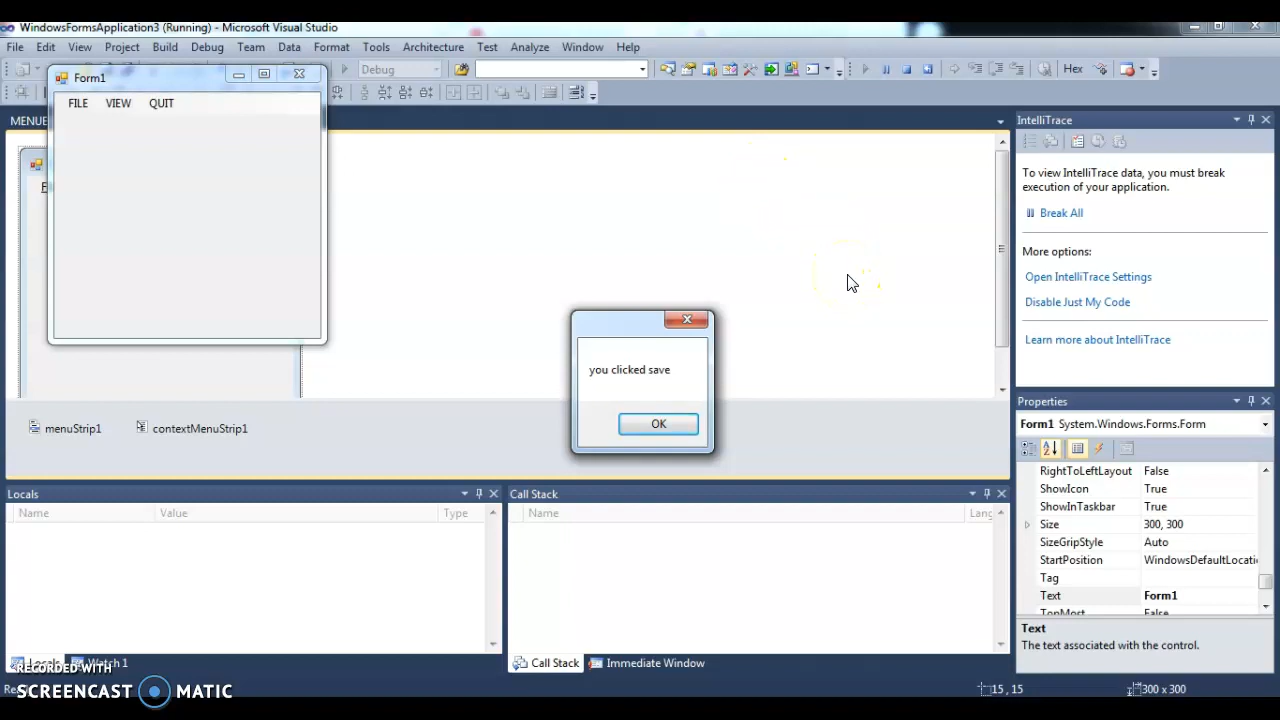 WindowsFormsApplication3 (Running) - Microsoft Visual Studio
File Edit View Project Build Debug Team Data Format Tools Architecture Test Analyze Window Help
Debug
Hex
Form1
FILE VIEW QUIT
MENUE
F
you clicked save
OK
menuStrip1
contextMenuStrip1
IntelliTrace
To view IntelliTrace data, you must break
execution of your application.
Break All
More options:
Open IntelliTrace Settings
Disable Just My Code
Learn more about IntelliTrace
Properties
Form1 System.Windows.Forms.Form
RightToLeftLayout False
ShowIcon True
ShowInTaskbar True
Size 300, 300
SizeGripStyle Auto
StartPosition WindowsDefaultLocati
Tag
Text Form1
TopMost False
Text
The text associated with the control.
Locals
Name Value Type
Call Stack
Name Lang
Watch 1
Call Stack
Immediate Window
15 , 15
300 x 300
RECORDED WITH
SCREENCAST MATIC